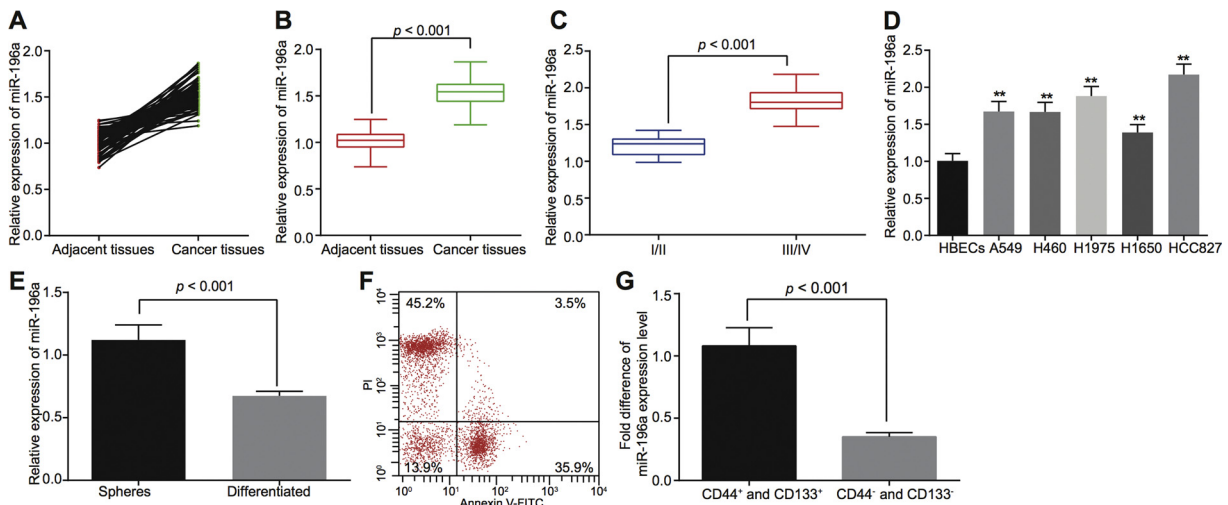 A
Relative expression of miR-196a
2.0
1.5
1.0
0.5
0.0
Adjacent tissues
Cancer tissues
B
Relative expression of miR-196a
p < 0.001
2.0
1.5
1.0
0.5
0.0
Adjacent tissues
Cancer tissues
C
Relative expression of miR-196a
p < 0.001
2.5
2.0
1.5
1.0
0.5
0.0
I/II
III/IV
D
Relative expression of miR-196a
2.5
2.0
1.5
1.0
0.5
0.0
**
**
**
**
**
HBECs
A549
H460
H1975
H1650
HCC827
E
Relative expression of miR-196a
p < 0.001
1.5
1.0
0.5
0.0
Spheres
Differentiated
F
PI
10⁴
10³
10²
10¹
10⁰
45.2%
3.5%
13.9%
35.9%
10⁰
10¹
10²
10³
10⁴
Annexin V-FITC
G
Fold difference of
miR-196a expression level
p < 0.001
1.5
1.0
0.5
0.0
CD44⁺ and CD133⁺
CD44⁻ and CD133⁻